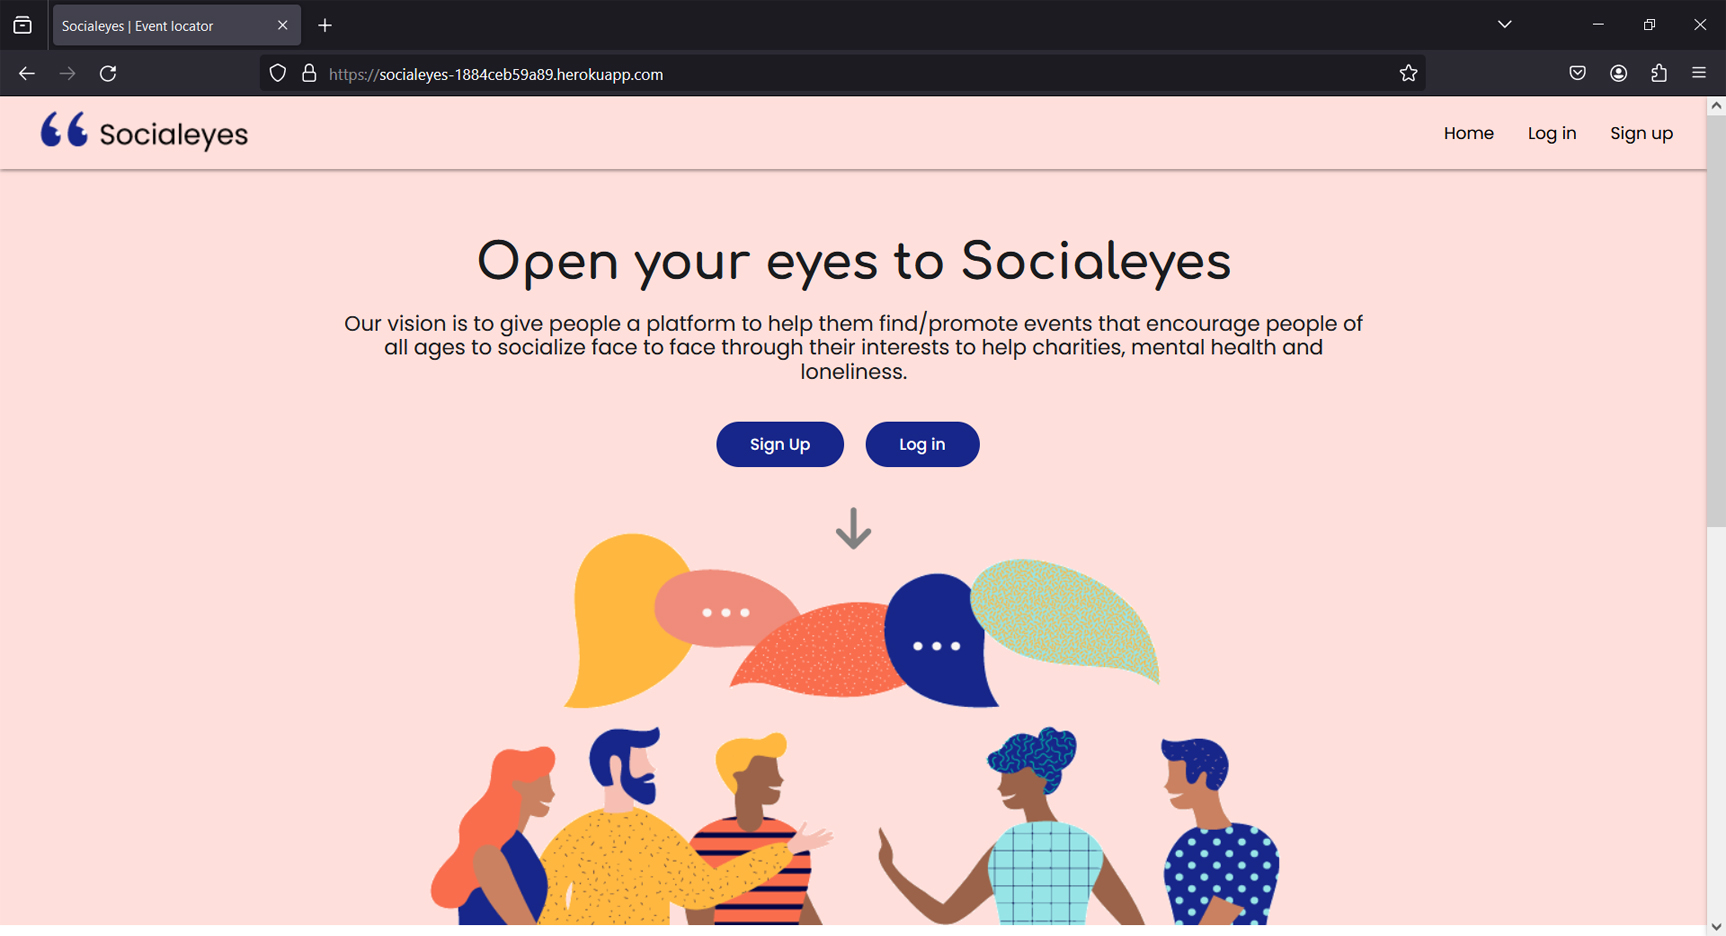 Socialeyes | Event locator
https://socialeyes-1884ceb59a89.herokuapp.com
Socialeyes
Home Log in Sign up
Open your eyes to Socialeyes
Our vision is to give people a platform to help them find/promote events that encourage people of
all ages to socialize face to face through their interests to help charities, mental health and
loneliness.
Sign Up Log in